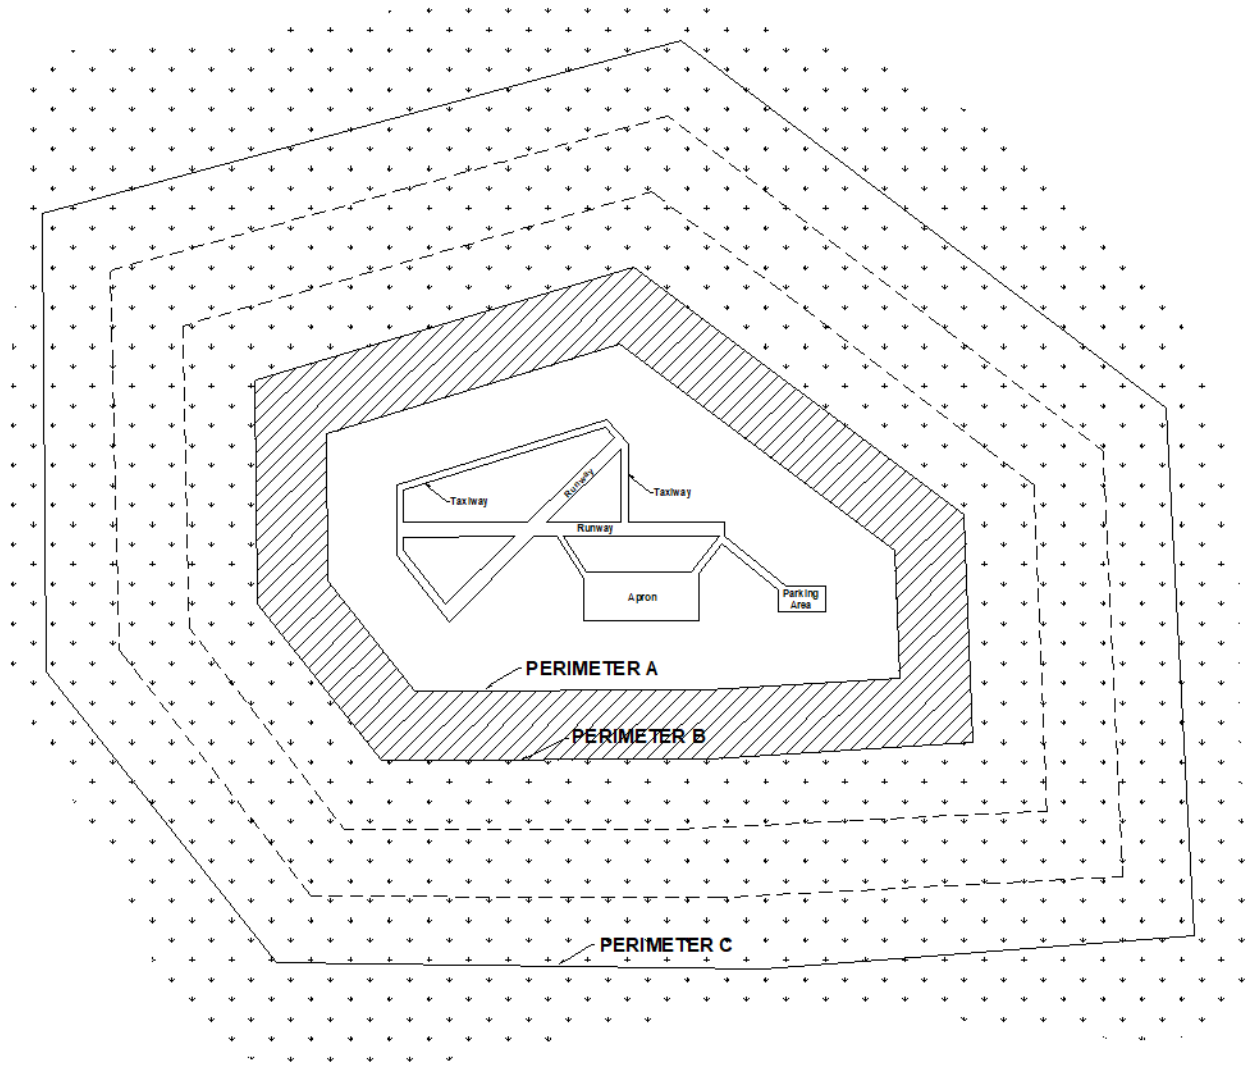 Runway
Taxiway
Taxiway
Runway
Apron
Parking
Area
PERIMETER A
PERIMETER B
PERIMETER C